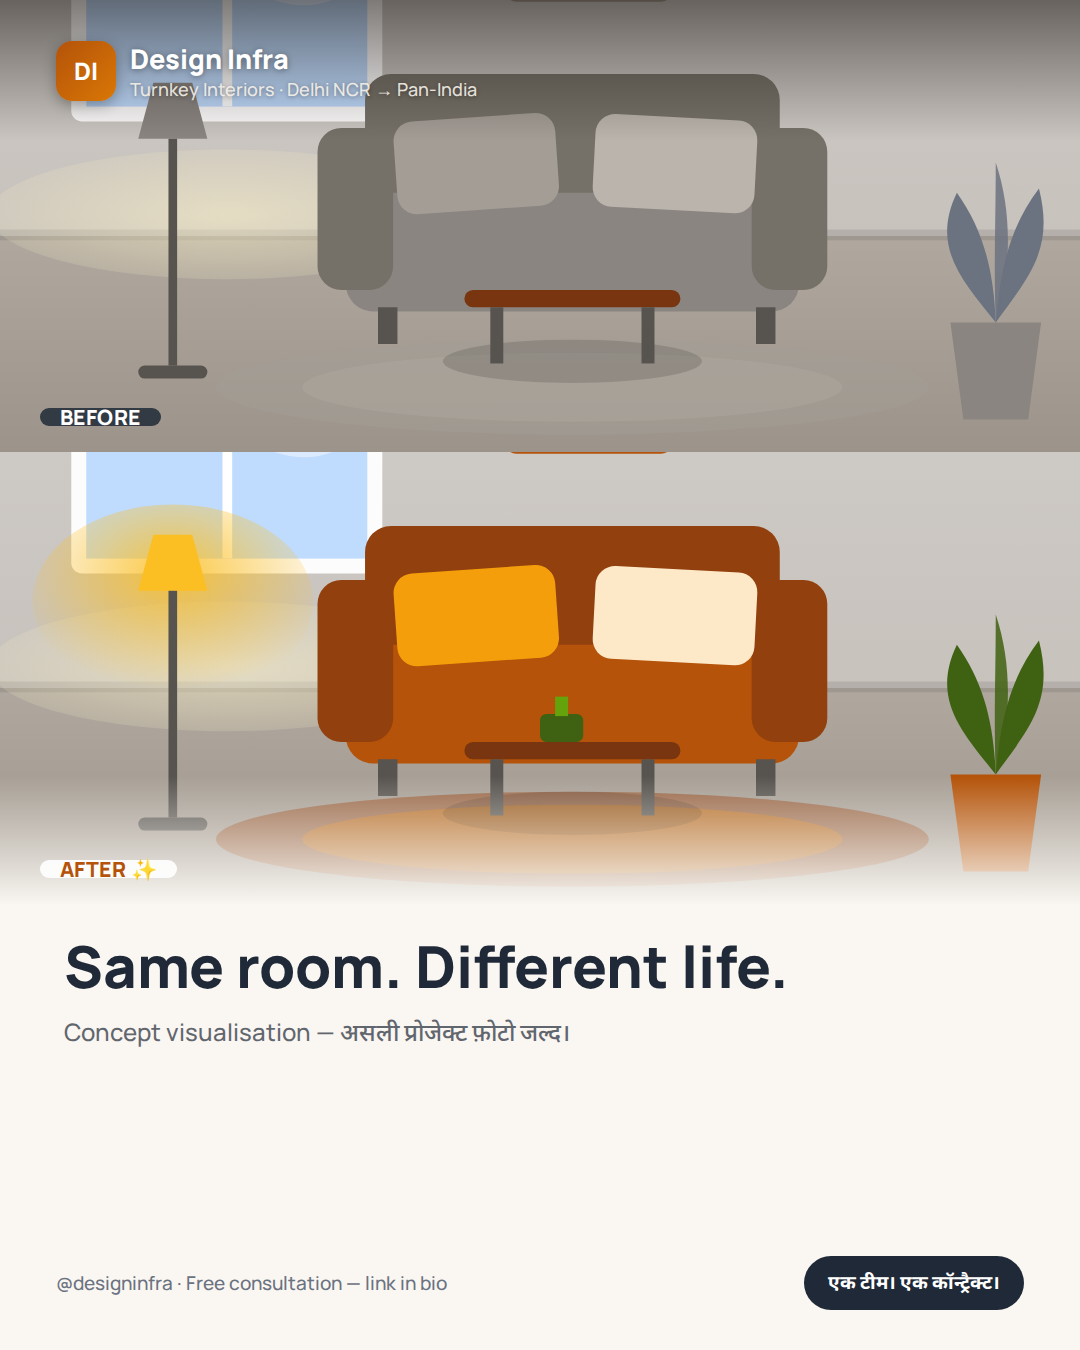 DI
Design Infra
Turnkey Interiors · Delhi NCR → Pan-India
BEFORE
AFTER ✨
Same room. Different life.
Concept visualisation — असली प्रोजेक्ट फ़ोटो जल्द।
@designinfra · Free consultation — link in bio
एक टीम। एक कॉन्ट्रैक्ट।